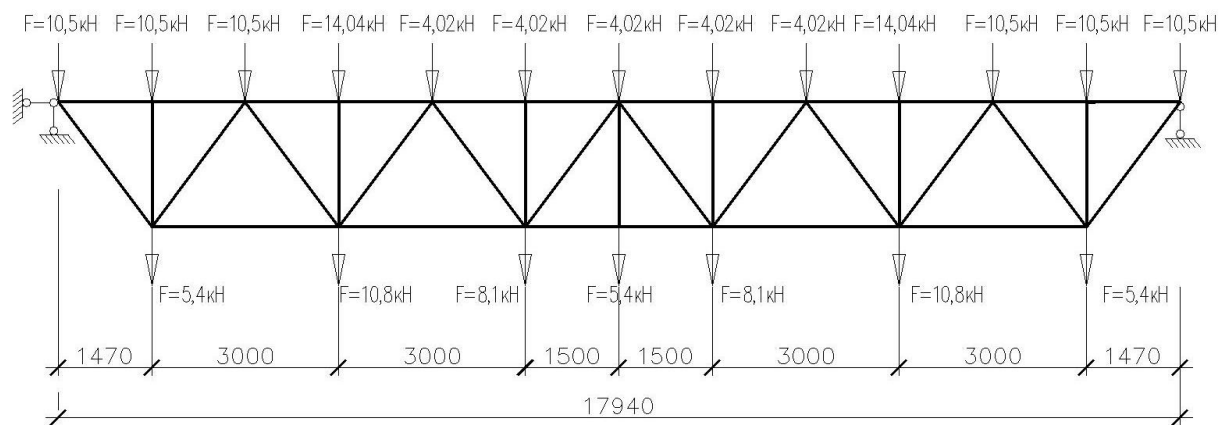 F=10,5кН F=10,5кН F=10,5кН F=14,04кН F=4,02кН F=4,02кН F=4,02кН F=4,02кН F=4,02кН F=14,04кН F=10,5кН F=10,5кН F=10,5кН
F=5,4кН F=10,8кН F=8,1кН F=5,4кН F=8,1кН F=10,8кН F=5,4кН
1470 3000 3000 1500 1500 3000 3000 1470
17940